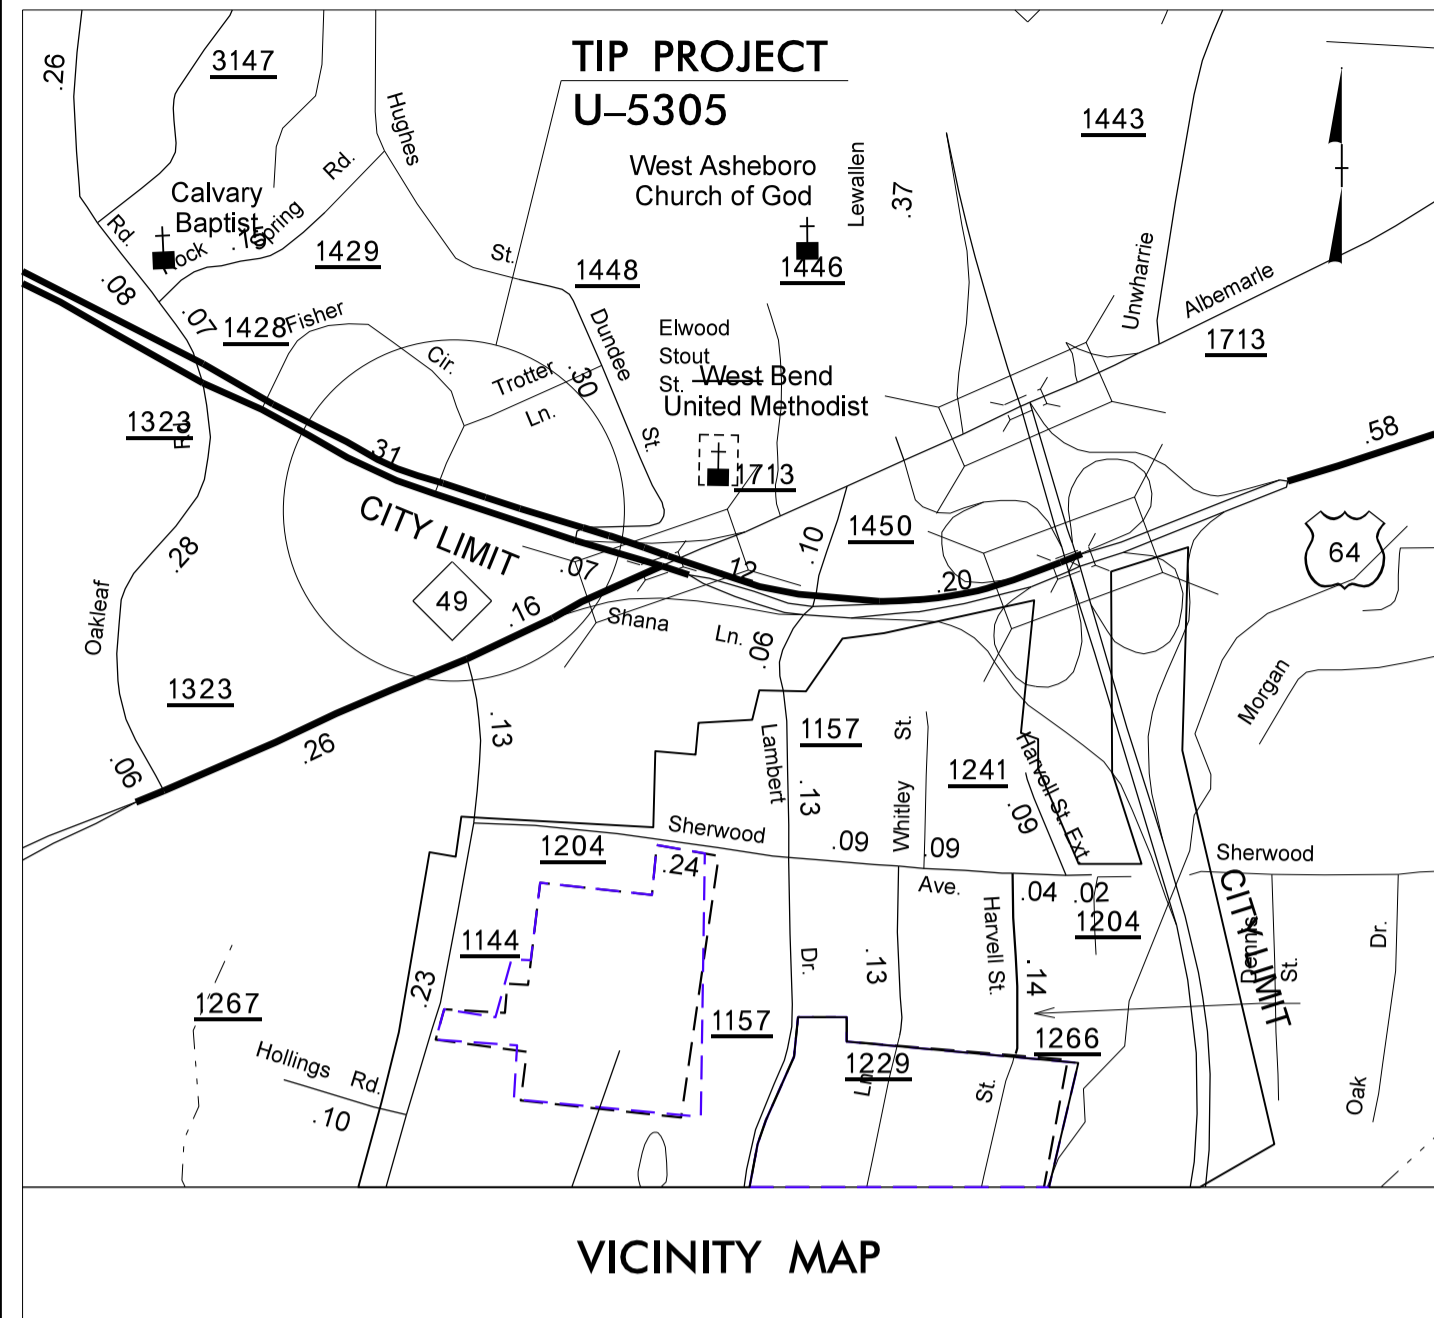 TIP PROJECT
U–5305
.26
3147
Hughes
1443
Rd.
West Asheboro
Church of God
Lewallen
.37
Calvary
Baptist
Rd.
Rock
.15
Spring
1429
St.
1448
1446
Unwharrie
Albemarle
.08
.07
1428
Fisher
Cir.
Trotter
Ln.
.30
Dundee
St.
Elwood
Stout
St.
West Bend
United Methodist
1713
1323
Rd.
.31
1713
.58
CITY LIMIT
.07
.10
1450
.12
.20
64
.28
Oakleaf
49
.16
Shana
Ln.
.06
1323
Morgan
.06
.26
.13
Lambert
1157
St.
Whitley
1241
Harvell St. Ext
.13
.09
Sherwood
.09
.09
Sherwood
1204
.24
Ave.
.04
.02
1204
CITY LIMIT
Dennis
St.
Dr.
1144
Dr.
.13
Harvell St.
.14
.23
1267
1157
1266
Hollings
Rd.
1229
Ln
St.
Oak
.10
VICINITY MAP